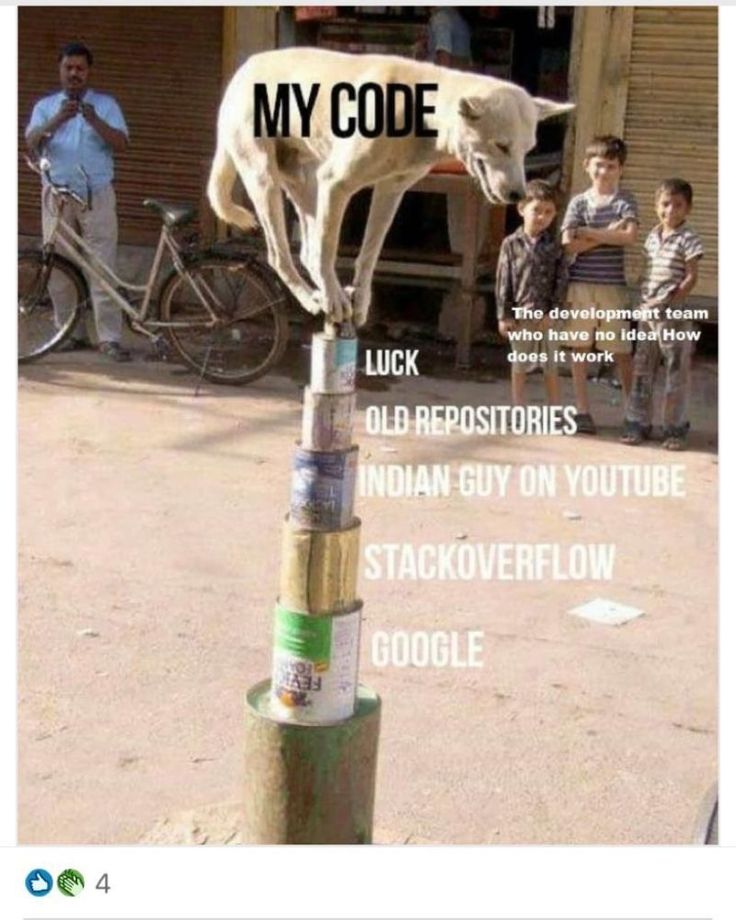 MY CODE
The development team
who have no idea How
does it work
LUCK
OLD REPOSITORIES
INDIAN GUY ON YOUTUBE
STACKOVERFLOW
GOOGLE
4